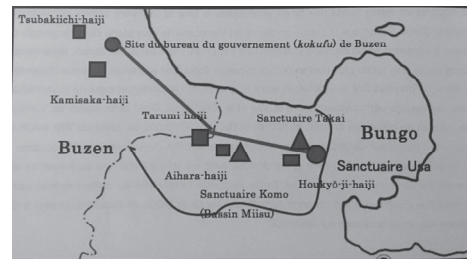 Tsubakiichi-haiji
Site du bureau du gouvernement (kokufu) de Buzen
Kamisaka-haiji
Tarumi haiji
Sanctuaire Takai
Bungo
Buzen
Sanctuaire Usa
Aihara-haiji
Houkyō-ji-haiji
Sanctuaire Komo
(Bassin Miisu)